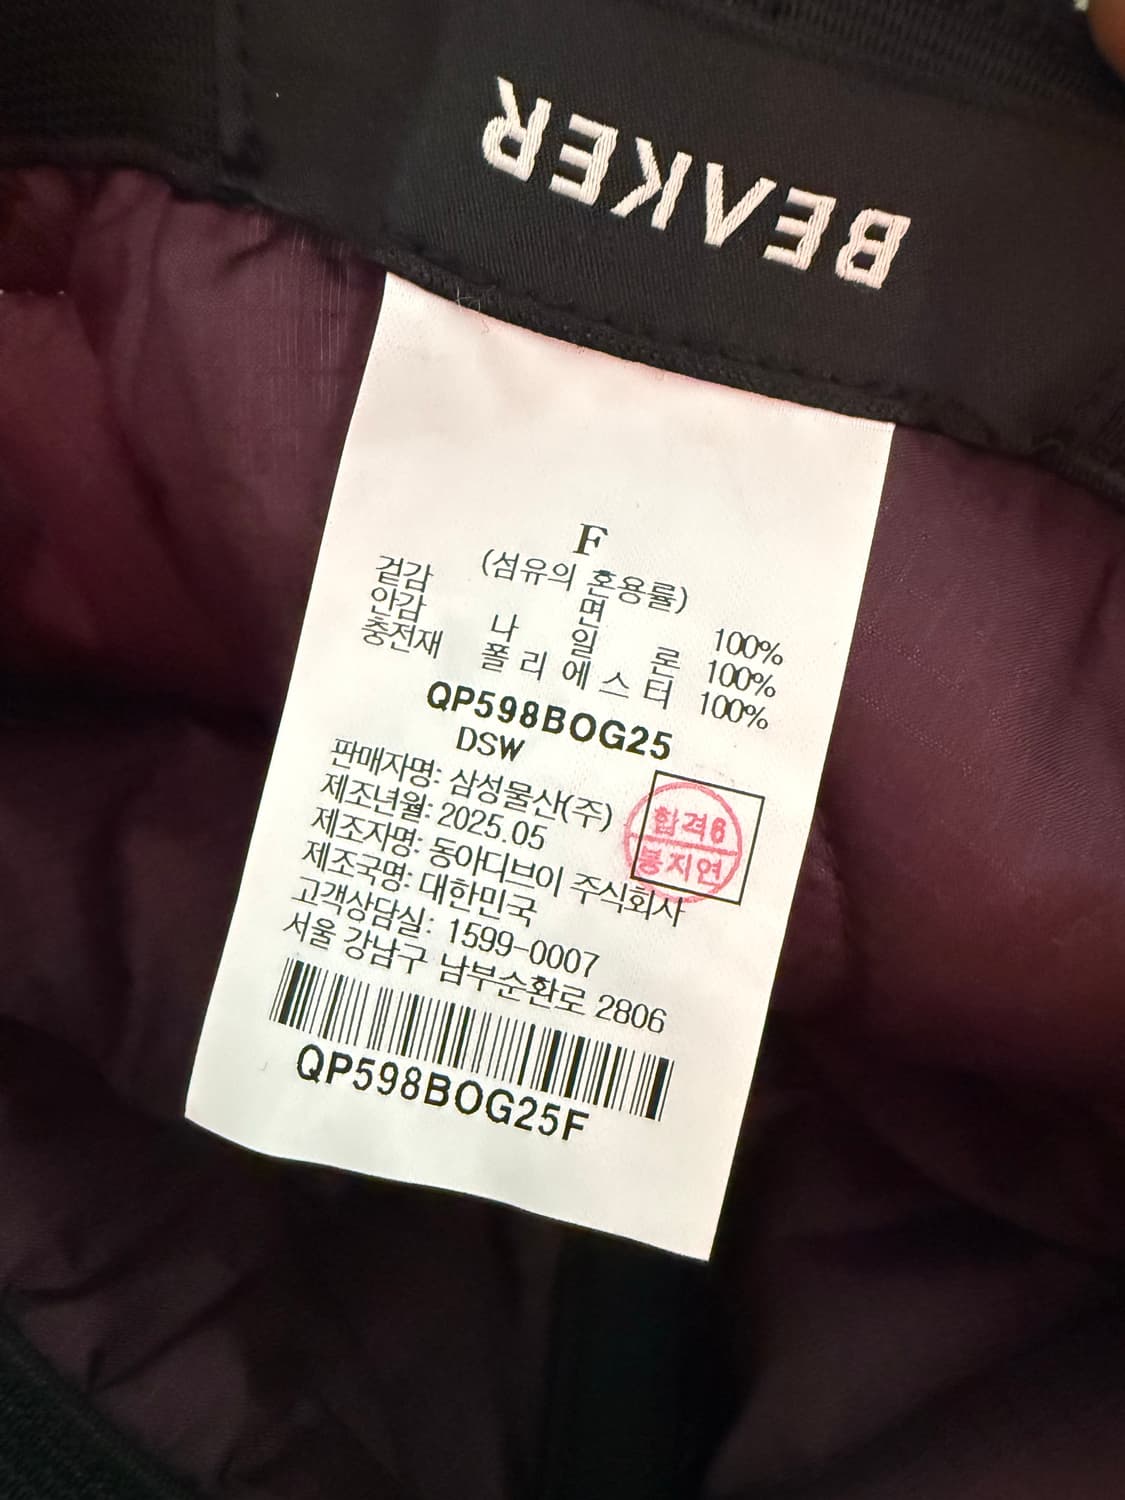 BEAKER
F
(섬유의 혼용률)
겉감 면 100%
안감 나일론 100%
충전재 폴리에스터 100%
QP598BOG25
DSW
판매자명: 삼성물산(주)
제조년월: 2025.05
제조자명: 동아디브이 주식회사
제조국명: 대한민국
고객상담실: 1599-0007
서울 강남구 남부순환로 2806
합격6
봉지연
QP598BOG25F